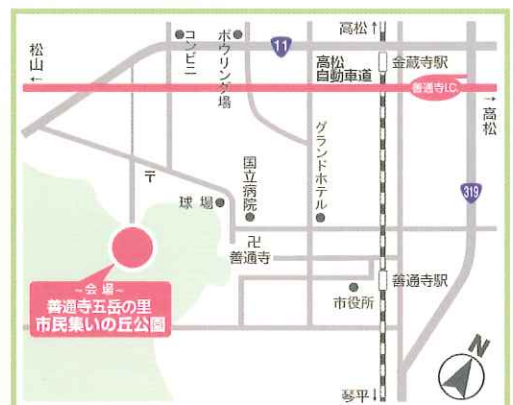 高松↑
コンビニ
ボウリング場
11
松山←
高松
自動車道
金蔵寺駅
善通寺I.C.
→高松
グランドホテル
〒
国立病院
319
球場
卍
善通寺
~会場~
善通寺五岳の里
市民集いの丘公園
善通寺駅
市役所
N
琴平↓